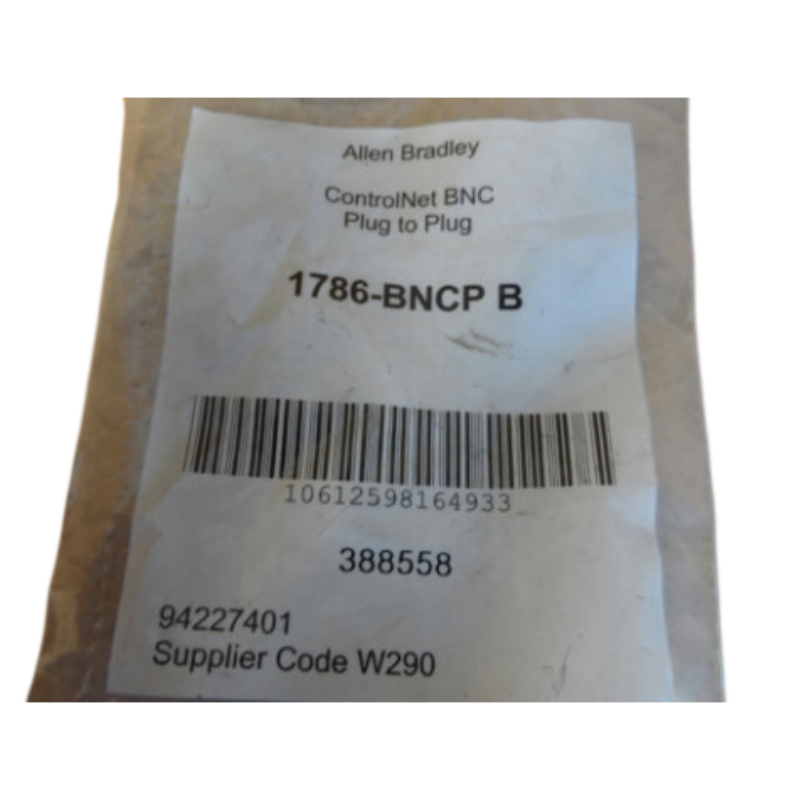 Allen Bradley
ControlNet BNC
Plug to Plug
1786-BNCP B
10612598164933
388558
94227401
Supplier Code W290